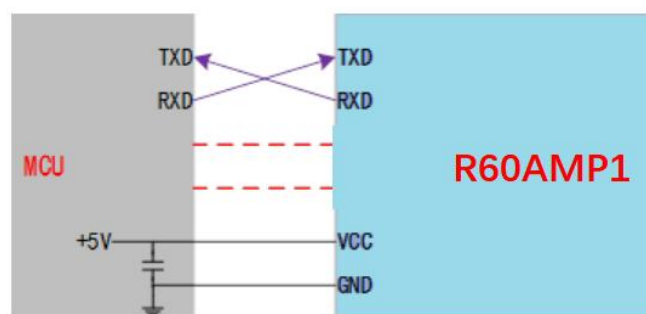 TXD
TXD
RXD
RXD
MCU
R60AMP1
+5V
VCC
GND